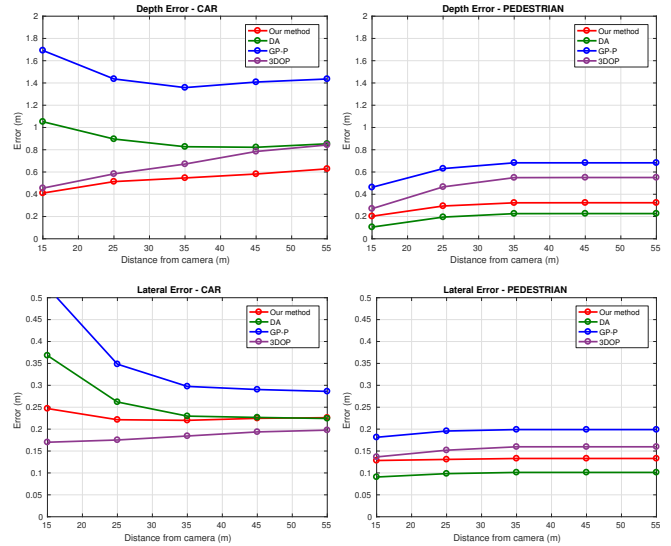 Depth Error - CAR
2
1.8
1.6
1.4
1.2
1
0.8
0.6
0.4
0.2
0
Error (m)
Our method
DA
GP-P
3DOP
15 20 25 30 35 40 45 50 55
Distance from camera (m)
Depth Error - PEDESTRIAN
2
1.8
1.6
1.4
1.2
1
0.8
0.6
0.4
0.2
0
Error (m)
Our method
DA
GP-P
3DOP
15 20 25 30 35 40 45 50 55
Distance from camera (m)
Lateral Error - CAR
0.5
0.45
0.4
0.35
0.3
0.25
0.2
0.15
0.1
0.05
0
Error (m)
Our method
DA
GP-P
3DOP
15 20 25 30 35 40 45 50 55
Distance from camera (m)
Lateral Error - PEDESTRIAN
0.5
0.45
0.4
0.35
0.3
0.25
0.2
0.15
0.1
0.05
0
Error (m)
Our method
DA
GP-P
3DOP
15 20 25 30 35 40 45 50 55
Distance from camera (m)